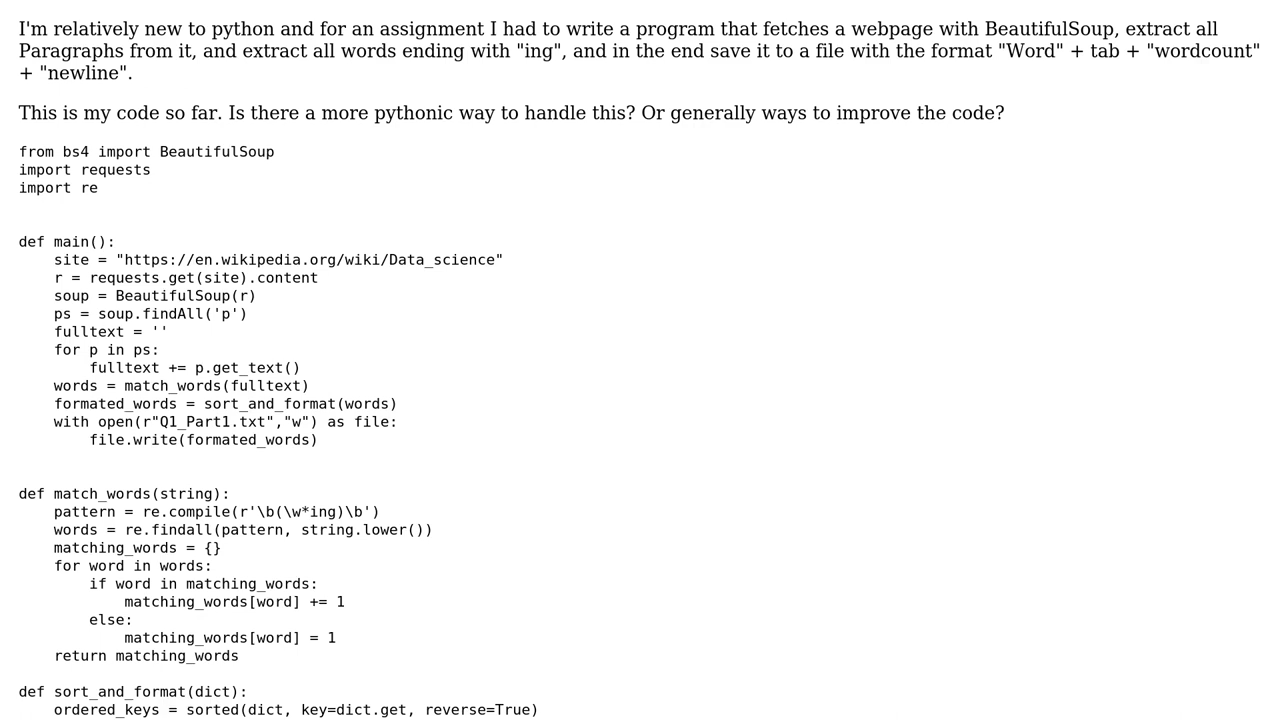 I'm relatively new to python and for an assignment I had to write a program that fetches a webpage with BeautifulSoup, extract all
Paragraphs from it, and extract all words ending with "ing", and in the end save it to a file with the format "Word" + tab + "wordcount"
+ "newline".
This is my code so far. Is there a more pythonic way to handle this? Or generally ways to improve the code?
from bs4 import BeautifulSoup
import requests
import re
def main():
    site = "https://en.wikipedia.org/wiki/Data_science"
    r = requests.get(site).content
    soup = BeautifulSoup(r)
    ps = soup.findAll('p')
    fulltext = ''
    for p in ps:
        fulltext += p.get_text()
    words = match_words(fulltext)
    formated_words = sort_and_format(words)
    with open(r"Q1_Part1.txt","w") as file:
        file.write(formated_words)
def match_words(string):
    pattern = re.compile(r'\b(\w*ing)\b')
    words = re.findall(pattern, string.lower())
    matching_words = {}
    for word in words:
        if word in matching_words:
            matching_words[word] += 1
        else:
            matching_words[word] = 1
    return matching_words
def sort_and_format(dict):
    ordered_keys = sorted(dict, key=dict.get, reverse=True)